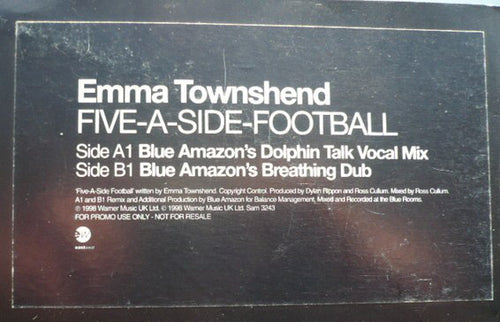 Emma Townshend
FIVE-A-SIDE-FOOTBALL
Side A1 Blue Amazon's Dolphin Talk Vocal Mix
Side B1 Blue Amazon's Breathing Dub
'Five-A-Side Football' written by Emma Townshend. Copyright Control. Produced by Dylan Rippon and Ross Cullum. Mixed by Ross Cullum.
A1 and B1 Remix and Additional Production by Blue Amazon for Balance Management, Mixed and Recorded at the Blue Rooms.
℗ 1998 Warner Music UK Ltd. © 1998 Warner Music UK Ltd. Sam 3243
FOR PROMO USE ONLY - NOT FOR RESALE
eastwest